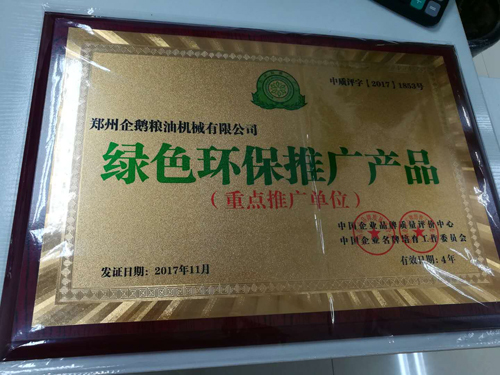 中质评字【2017】1855号
郑州企鹅粮油机械有限公司
绿色环保推广产品
（重点推广单位）
中国企业品牌质量评价中心
中国企业名牌培育工作委员会
发证日期：2017年11月
有效日期：4年